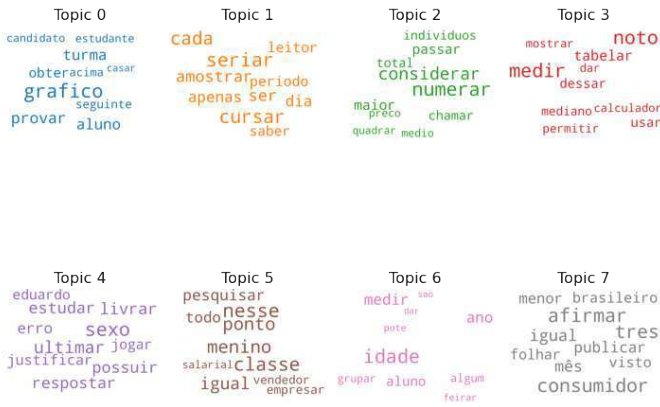 Topic 0
candidato estudante
turma
obter acima casar
grafico
seguinte
provar aluno
Topic 1
cada
leitor
seriar
amostrar periodo
apenas ser dia
cursar
saber
Topic 2
individuos
passar
total
considerar
numerar
maior
preco chamar
quadrar medio
Topic 3
noto
mostrar
tabelar
medir dar
dessar
mediano calculador
usar
permitir
Topic 4
eduardo
estudar livrar
erro sexo
ultimar jogar
justificar possuir
respostar
Topic 5
pesquisar
todo nesse
ponto
menino
salarial classe
igual vendedor
empresar
Topic 6
medir smo
dar
ano
pote
idade
grupar aluno algum
feirar
Topic 7
menor brasileiro
afirmar
igual tres
folhar publicar
mês visto
consumidor